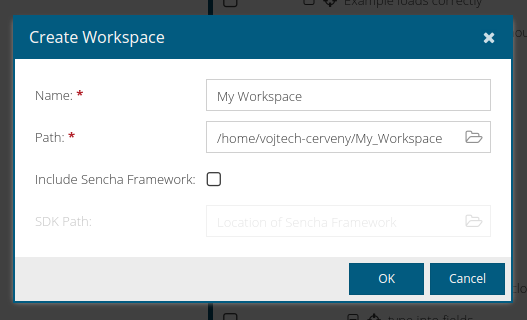 Example loads correctly
Create Workspace
Name: *
My Workspace
Path: *
/home/vojtech-cerveny/My_Workspace
Include Sencha Framework:
SDK Path:
Location of Sencha Framework
OK
Cancel
type into fields